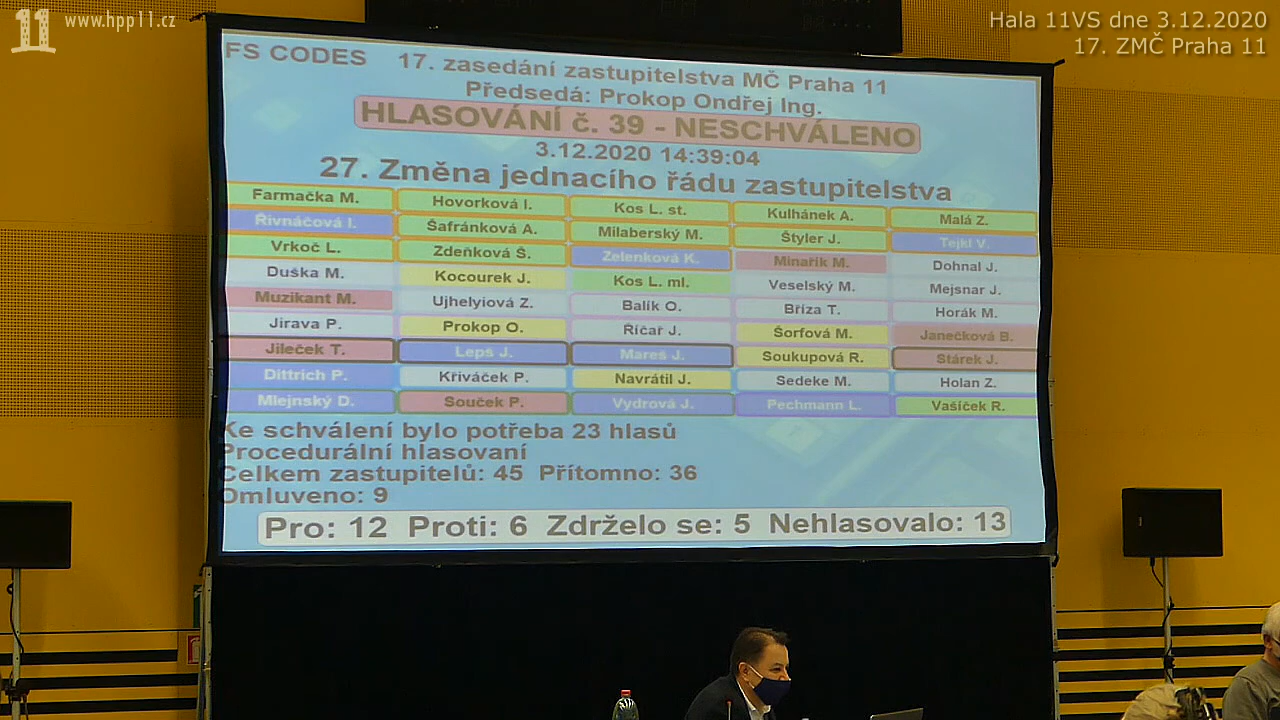 11 www.hpp11.cz
Hala 11VS dne 3.12.2020
17. ZMČ Praha 11
FS CODES 17. zasedání zastupitelstva MČ Praha 11
Předsedá: Prokop Ondřej Ing.
HLASOVÁNÍ č. 39 - NESCHVÁLENO
3.12.2020 14:39:04
27. Změna jednacího řádu zastupitelstva
Farmačka M. Hovorková I. Kos L. st. Kulhánek A. Malá Z.
Řivnáčová I. Šafránková A. Milaberský M. Štyler J. Tejkl V.
Vrkoč L. Zdeňková Š. Zelenková K. Minařík M. Dohnal J.
Duška M. Kocourek J. Kos L. ml. Veselský M. Mejsnar J.
Muzikant M. Ujhelyiová Z. Balík O. Bříza T. Horák M.
Jirava P. Prokop O. Říčař J. Šorfová M. Janečková B.
Jileček T. Lepš J. Mareš J. Soukupová R. Stárek J.
Dittrich P. Křiváček P. Navrátil J. Sedeke M. Holan Z.
Mlejnský D. Souček P. Vydrová J. Pechmann L. Vašíček R.
Ke schválení bylo potřeba 23 hlasů
Procedurální hlasovaní
Celkem zastupitelů: 45 Přítomno: 36
Omluveno: 9
Pro: 12 Proti: 6 Zdrželo se: 5 Nehlasovalo: 13